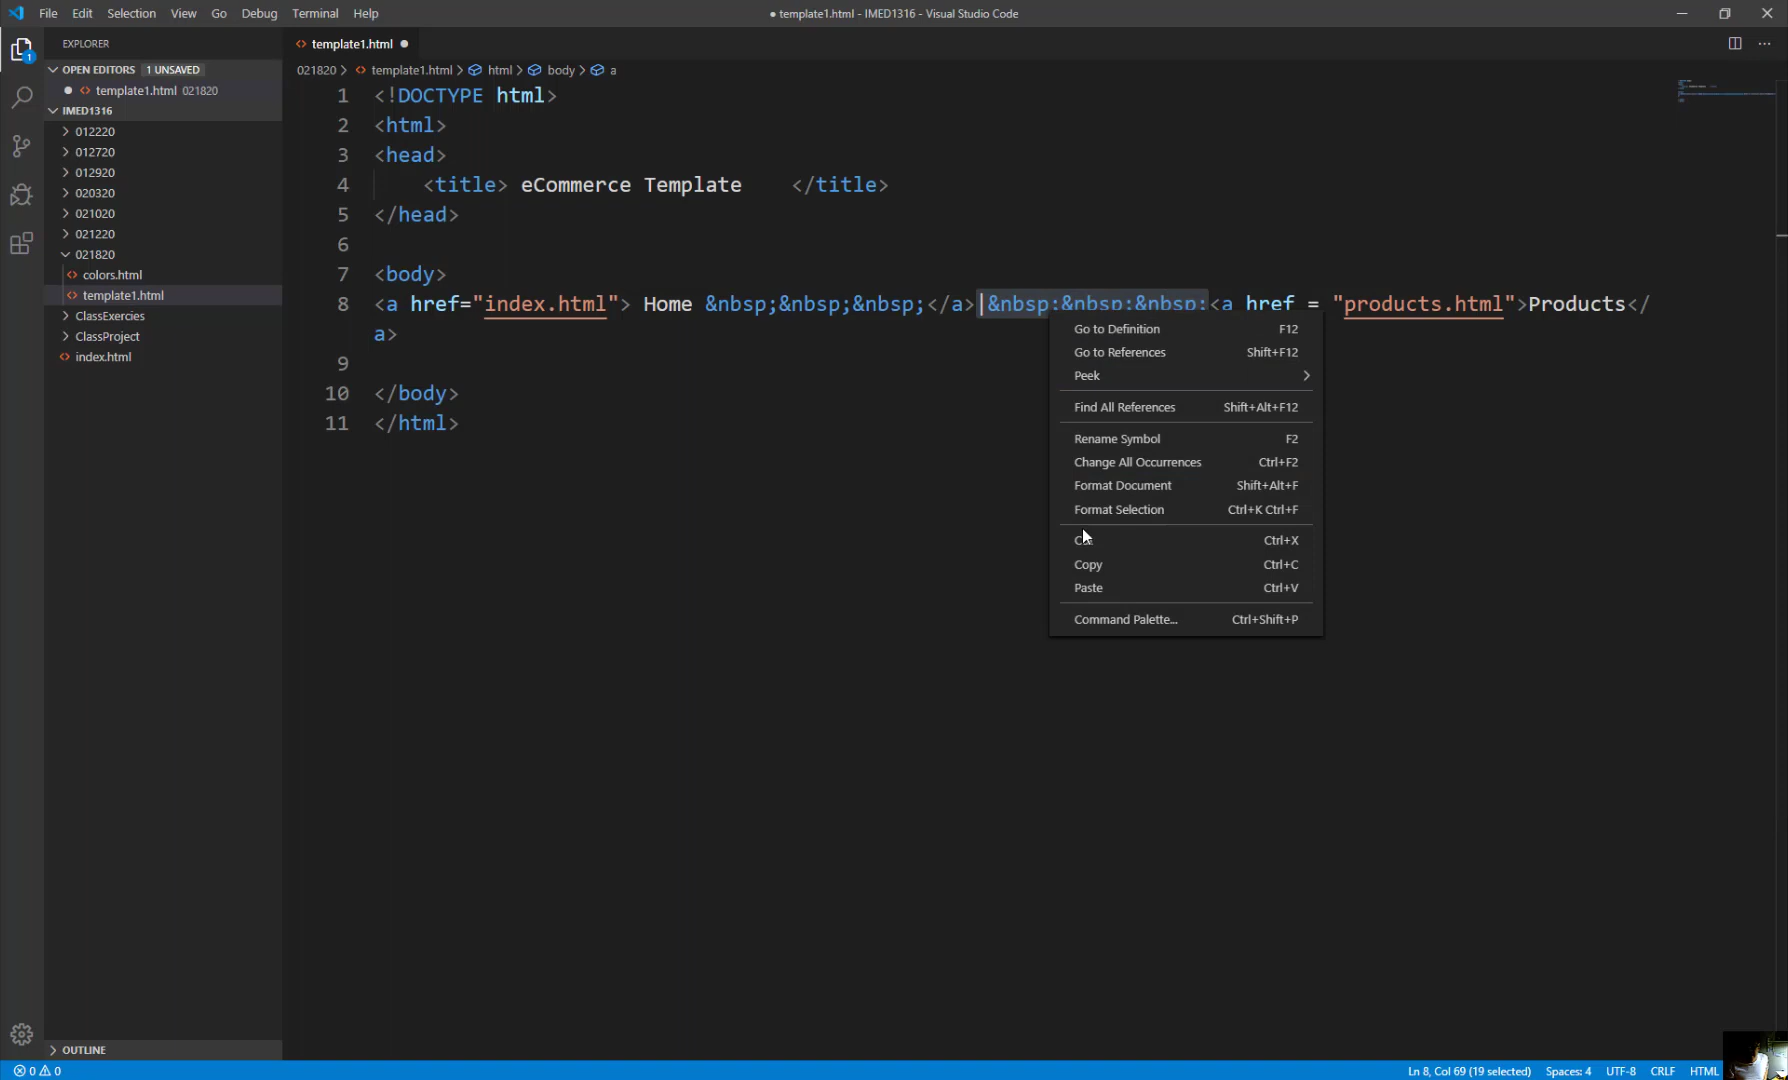 File Edit Selection View Go Debug Terminal Help
● template1.html - IMED1316 - Visual Studio Code
EXPLORER
OPEN EDITORS 1 UNSAVED
template1.html 021820
IMED1316
012220
012720
012920
020320
021020
021220
021820
colors.html
template1.html
ClassExercies
ClassProject
index.html
OUTLINE
1
template1.html
021820 > template1.html > html > body > a
1 <!DOCTYPE html>
2 <html>
3 <head>
4 <title> eCommerce Template </title>
5 </head>
6
7 <body>
8 <a href="index.html"> Home &nbsp;&nbsp;&nbsp;</a>|&nbsp;&nbsp;&nbsp;<a href = "products.html">Products</
a>
9
10 </body>
11 </html>
Go to Definition F12
Go to References Shift+F12
Peek
Find All References Shift+Alt+F12
Rename Symbol F2
Change All Occurrences Ctrl+F2
Format Document Shift+Alt+F
Format Selection Ctrl+K Ctrl+F
Ctrl+X
Copy Ctrl+C
Paste Ctrl+V
Command Palette... Ctrl+Shift+P
0 0
Ln 8, Col 69 (19 selected) Spaces: 4 UTF-8 CRLF HTML